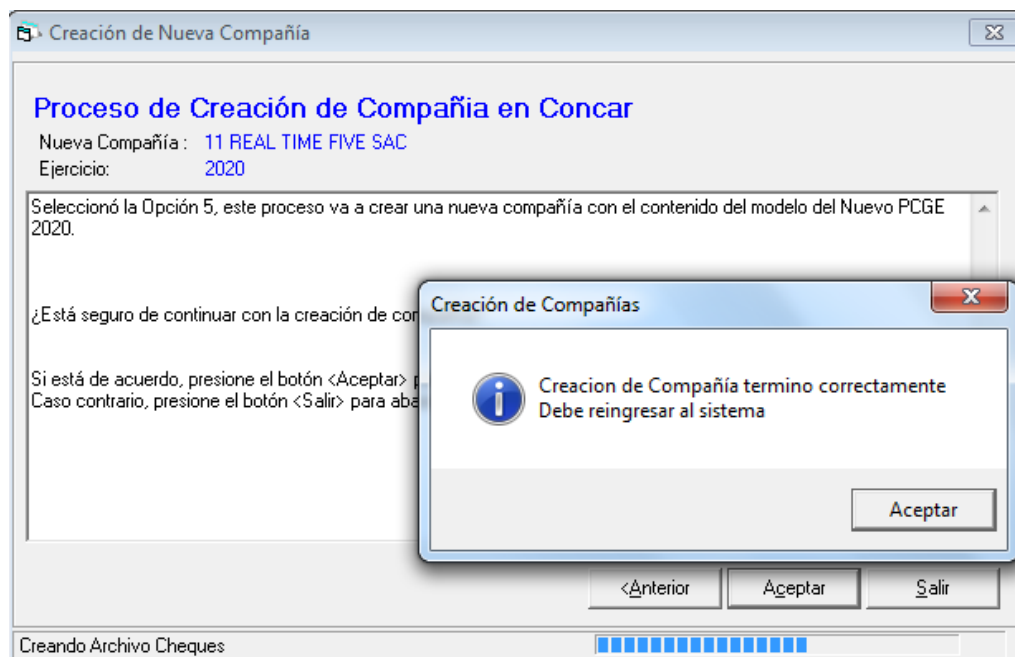 Creación de Nueva Compañía
Proceso de Creación de Compañia en Concar
Nueva Compañía : 11 REAL TIME FIVE SAC
Ejercicio: 2020
Seleccionó la Opción 5, este proceso va a crear una nueva compañía con el contenido del modelo del Nuevo PCGE
2020.
¿Está seguro de continuar con la creación de
Si está de acuerdo, presione el botón <Aceptar>
Caso contrario, presione el botón <Salir> para
Creación de Compañías
Creacion de Compañía termino correctamente
Debe reingresar al sistema
Aceptar
<Anterior Aceptar Salir
Creando Archivo Cheques